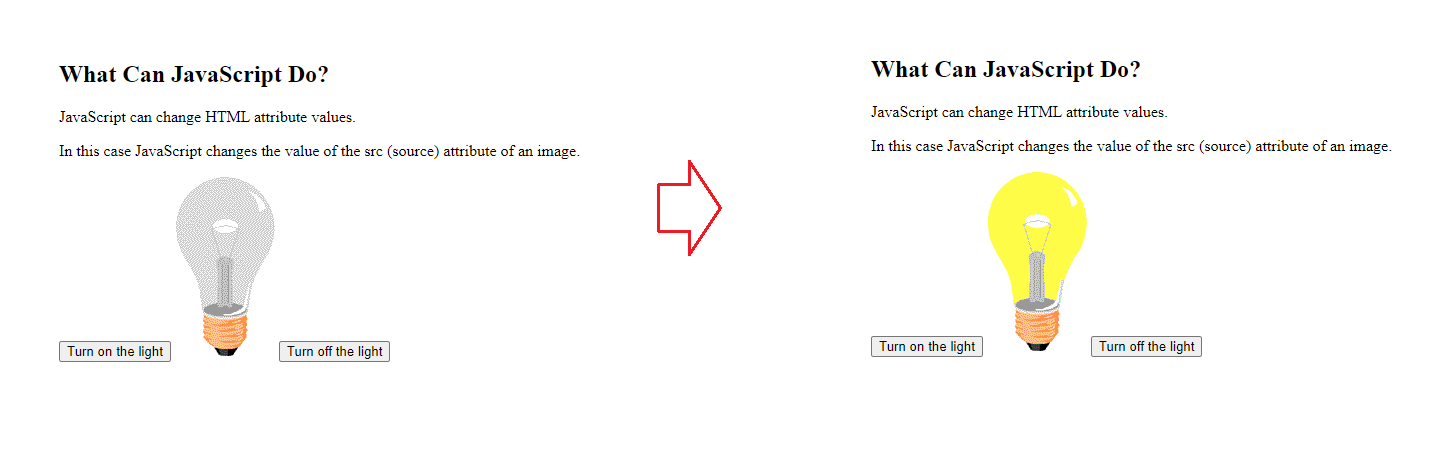 What Can JavaScript Do?
JavaScript can change HTML attribute values.
In this case JavaScript changes the value of the src (source) attribute of an image.
Turn on the light
Turn off the light
What Can JavaScript Do?
JavaScript can change HTML attribute values.
In this case JavaScript changes the value of the src (source) attribute of an image.
Turn on the light
Turn off the light